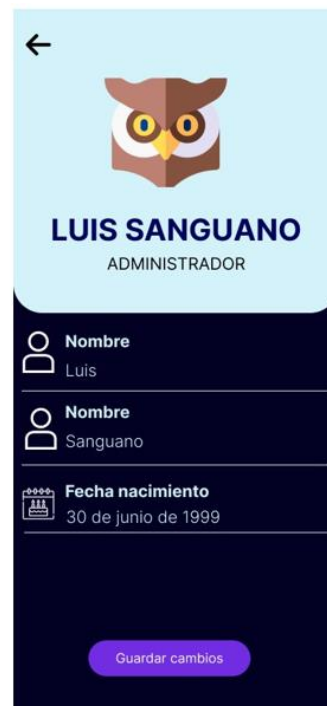 LUIS SANGUANO
ADMINISTRADOR
Nombre
Luis
Nombre
Sanguano
Fecha nacimiento
30 de junio de 1999
Guardar cambios